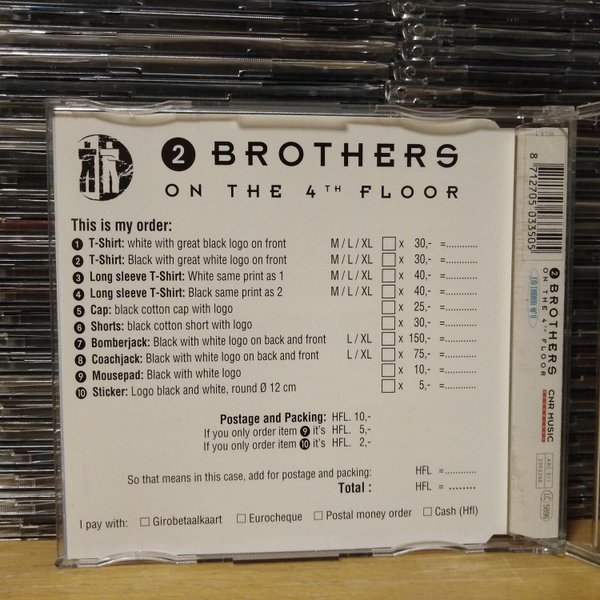 2 BROTHERS
ON THE 4TH FLOOR
This is my order:
1 T-Shirt: white with great black logo on front M / L / XL x 30,- =............
2 T-Shirt: Black with great white logo on front M / L / XL x 30,- =............
3 Long sleeve T-Shirt: White same print as 1 M / L / XL x 40,- =............
4 Long sleeve T-Shirt: Black same print as 2 M / L / XL x 40,- =............
5 Cap: black cotton cap with logo x 25,- =............
6 Shorts: black cotton short with logo x 30,- =............
7 Bomberjack: Black with white logo on back and front L / XL x 150,- =............
8 Coachjack: Black with white logo on back and front L / XL x 75,- =............
9 Mousepad: Black with white logo x 10,- =............
10 Sticker: Logo black and white, round Ø 12 cm x 5,- =............
Postage and Packing: HFL. 10,-
If you only order item 9 it's HFL. 5,-
If you only order item 10 it's HFL. 2,-
So that means in this case, add for postage and packing: HFL =............
Total : HFL = ........
I pay with: Girobetaalkaart Eurocheque Postal money order Cash (Hfl)
8 712705 033505
2 BROTHERS
ON THE 4TH FLOOR
CNR MUSIC